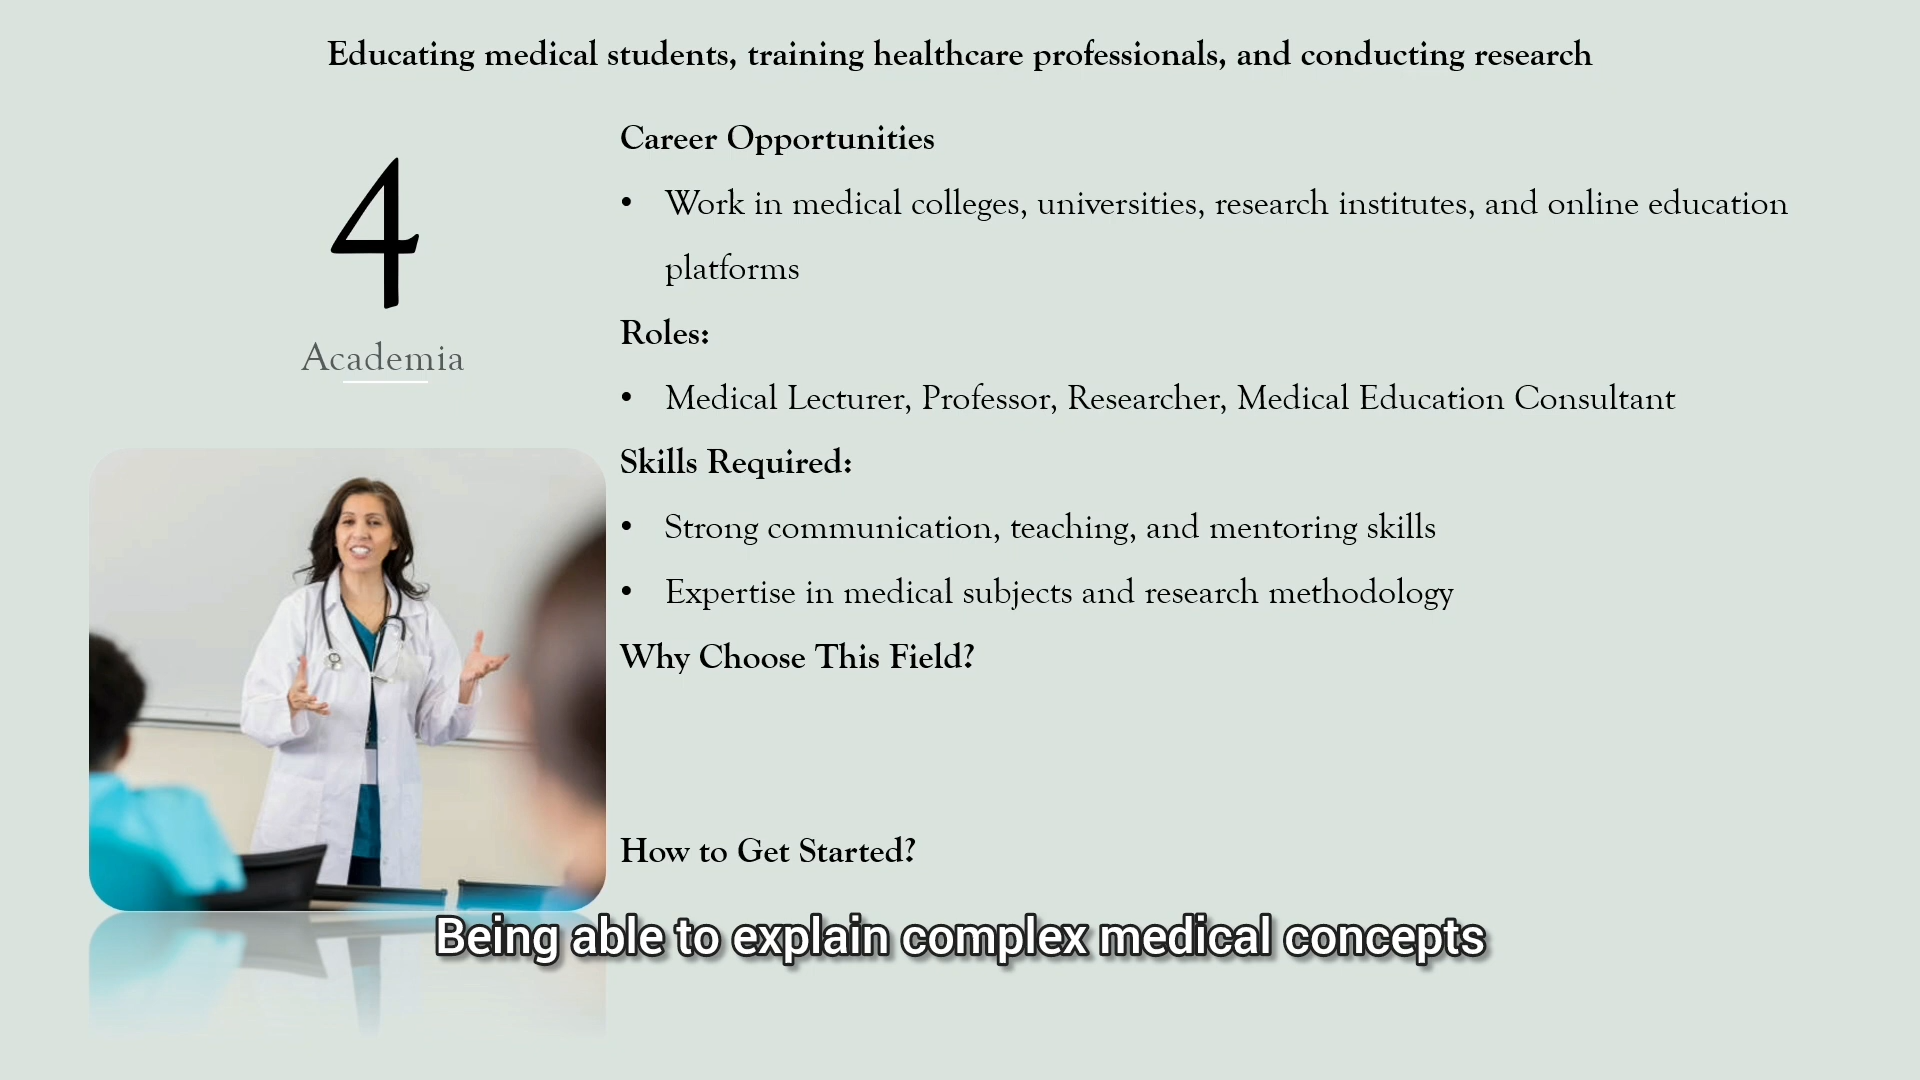 Educating medical students, training healthcare professionals, and conducting research
4
Academia
Career Opportunities
• Work in medical colleges, universities, research institutes, and online education
platforms
Roles:
• Medical Lecturer, Professor, Researcher, Medical Education Consultant
Skills Required:
• Strong communication, teaching, and mentoring skills
• Expertise in medical subjects and research methodology
Why Choose This Field?
How to Get Started?
Being able to explain complex medical concepts